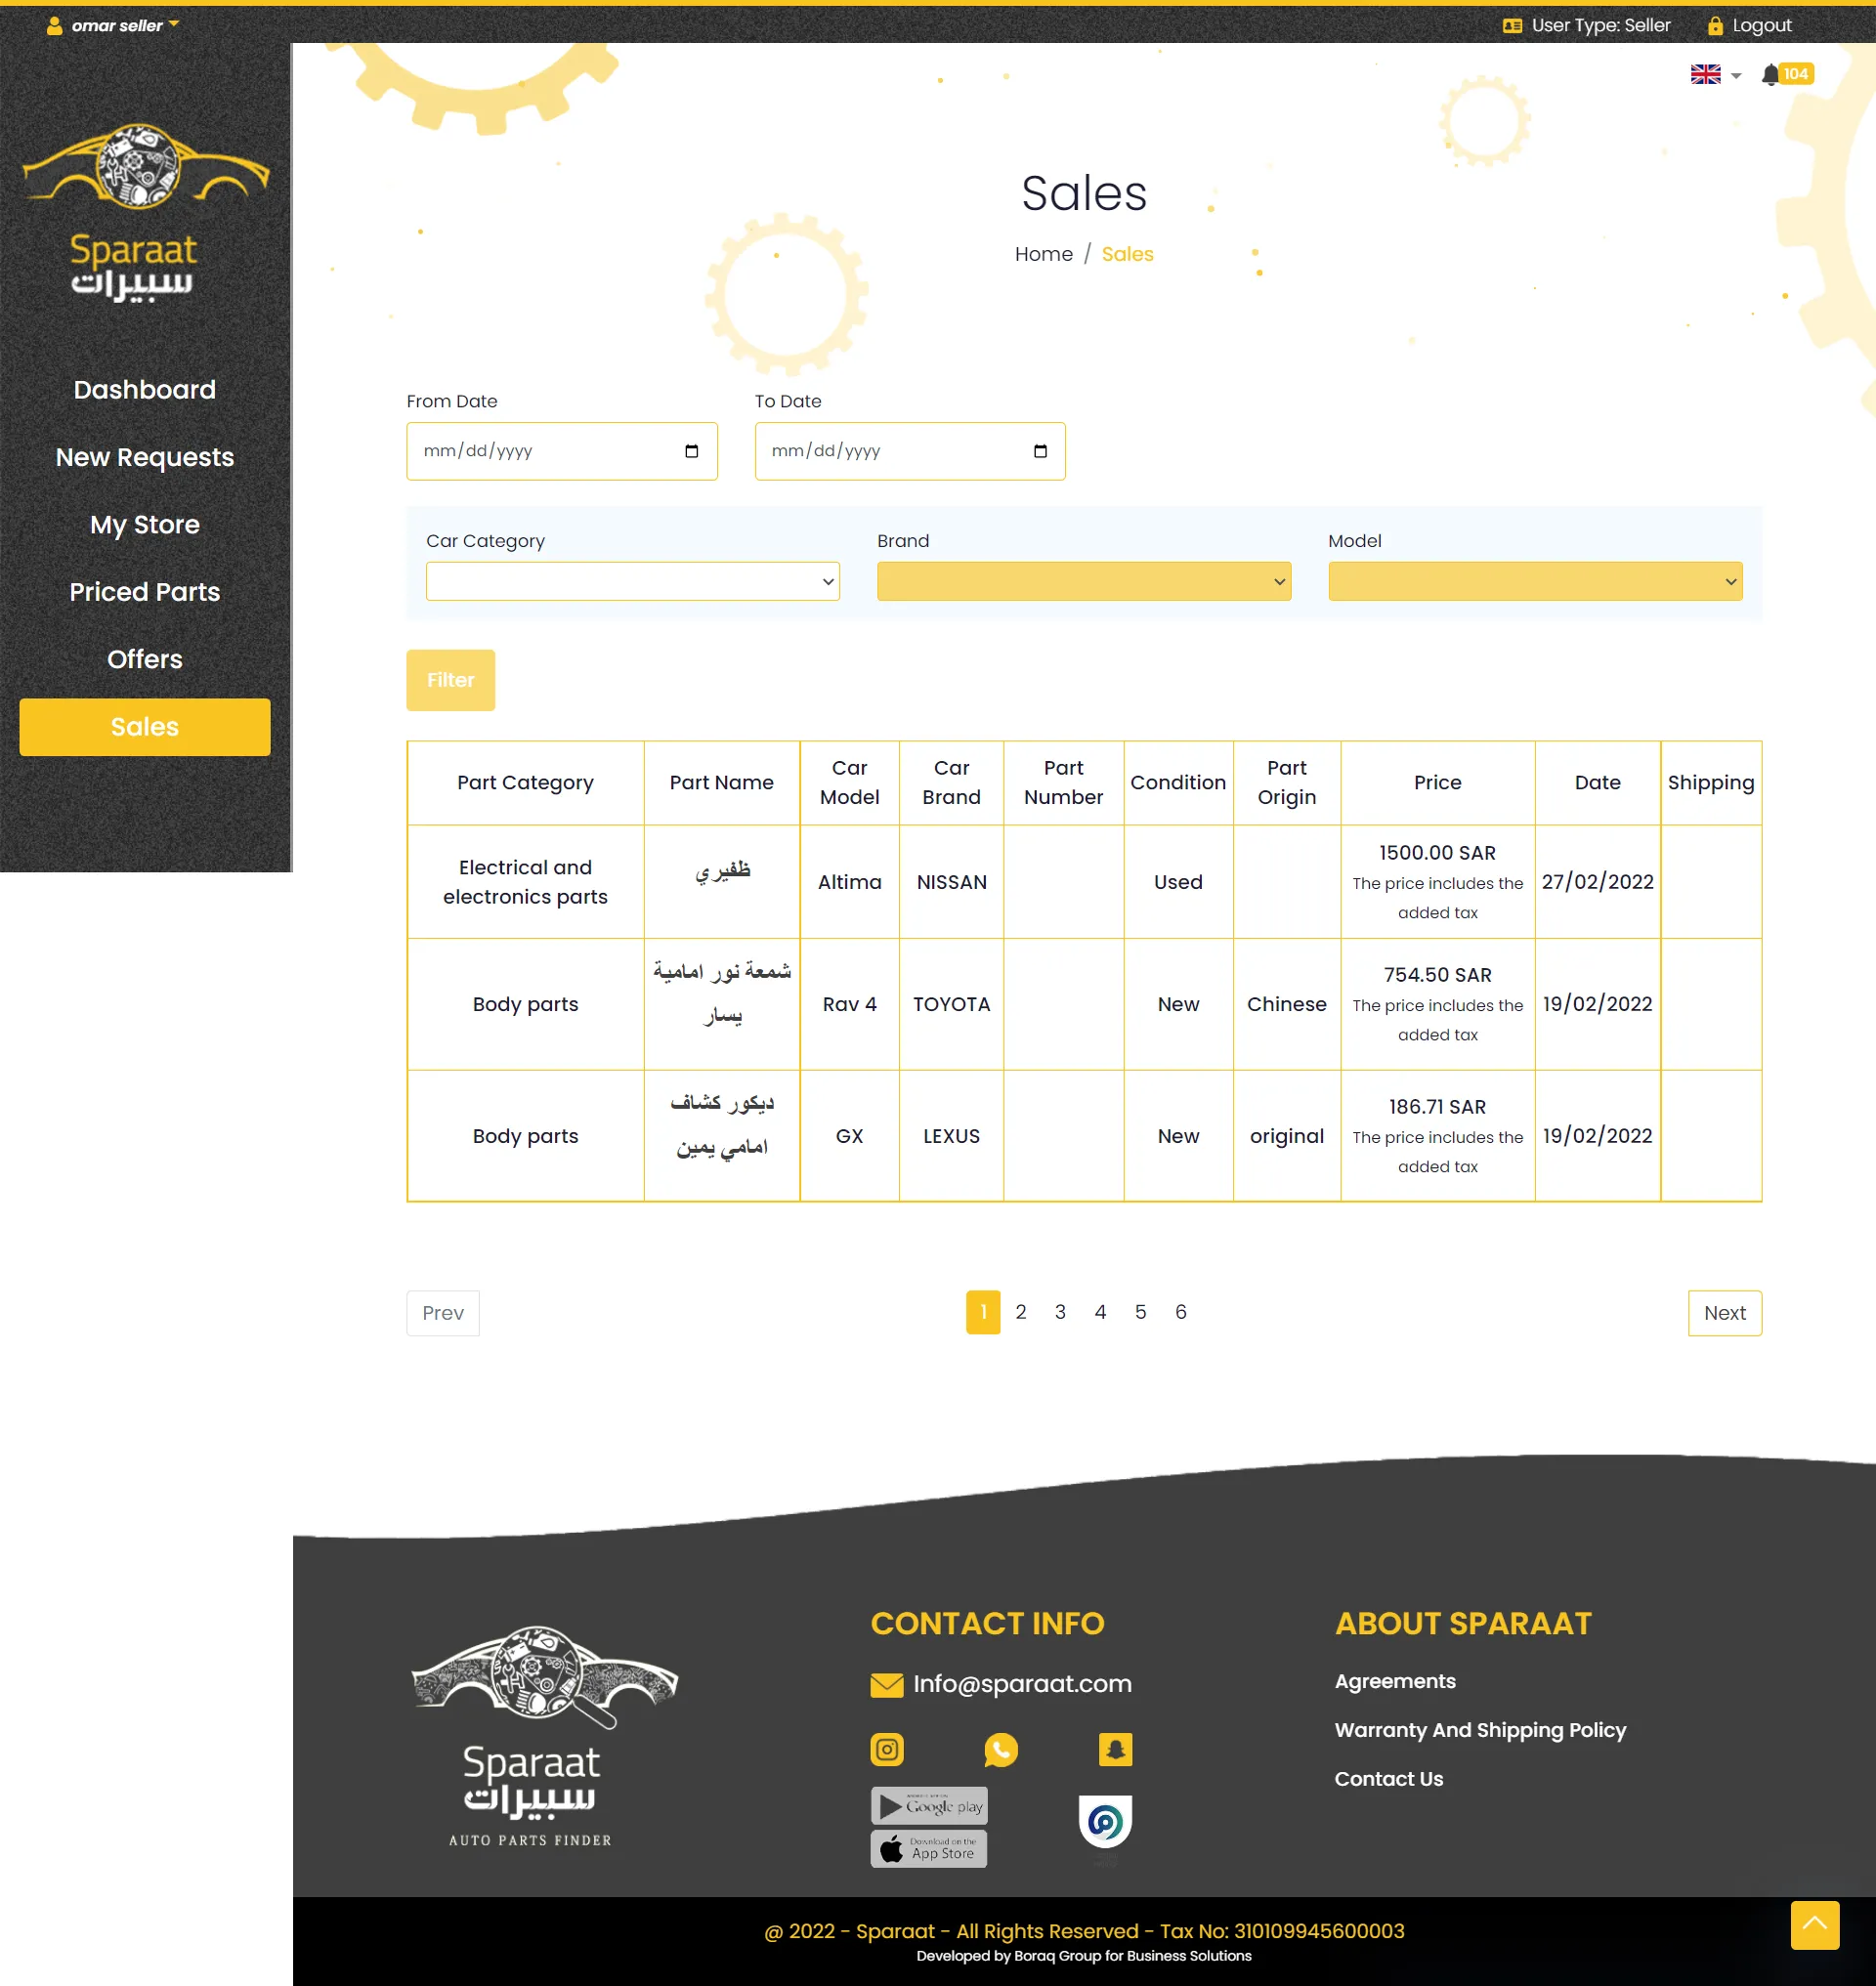 omar seller
User Type: Seller
Logout
104
Sparaat
سبيرات
Dashboard
New Requests
My Store
Priced Parts
Offers
Sales
Sales
Home / Sales
From Date
To Date
mm/dd/yyyy
mm/dd/yyyy
Car Category
Brand
Model
Filter
Part Category
Part Name
Car
Model
Car
Brand
Part
Number
Condition
Part
Origin
Price
Date
Shipping
Electrical and
electronics parts
ظفيري
Altima
NISSAN
Used
1500.00 SAR
The price includes the
added tax
27/02/2022
Body parts
شمعة نور امامية
يسار
Rav 4
TOYOTA
New
Chinese
754.50 SAR
The price includes the
added tax
19/02/2022
Body parts
ديكور كشاف
امامي يمين
GX
LEXUS
New
original
186.71 SAR
The price includes the
added tax
19/02/2022
Prev
1 2 3 4 5 6
Next
Sparaat
سبيرات
AUTO PARTS FINDER
CONTACT INFO
Info@sparaat.com
Google play
Download on the
App Store
ABOUT SPARAAT
Agreements
Warranty And Shipping Policy
Contact Us
@ 2022 - Sparaat - All Rights Reserved - Tax No: 310109945600003
Developed by Boraq Group for Business Solutions